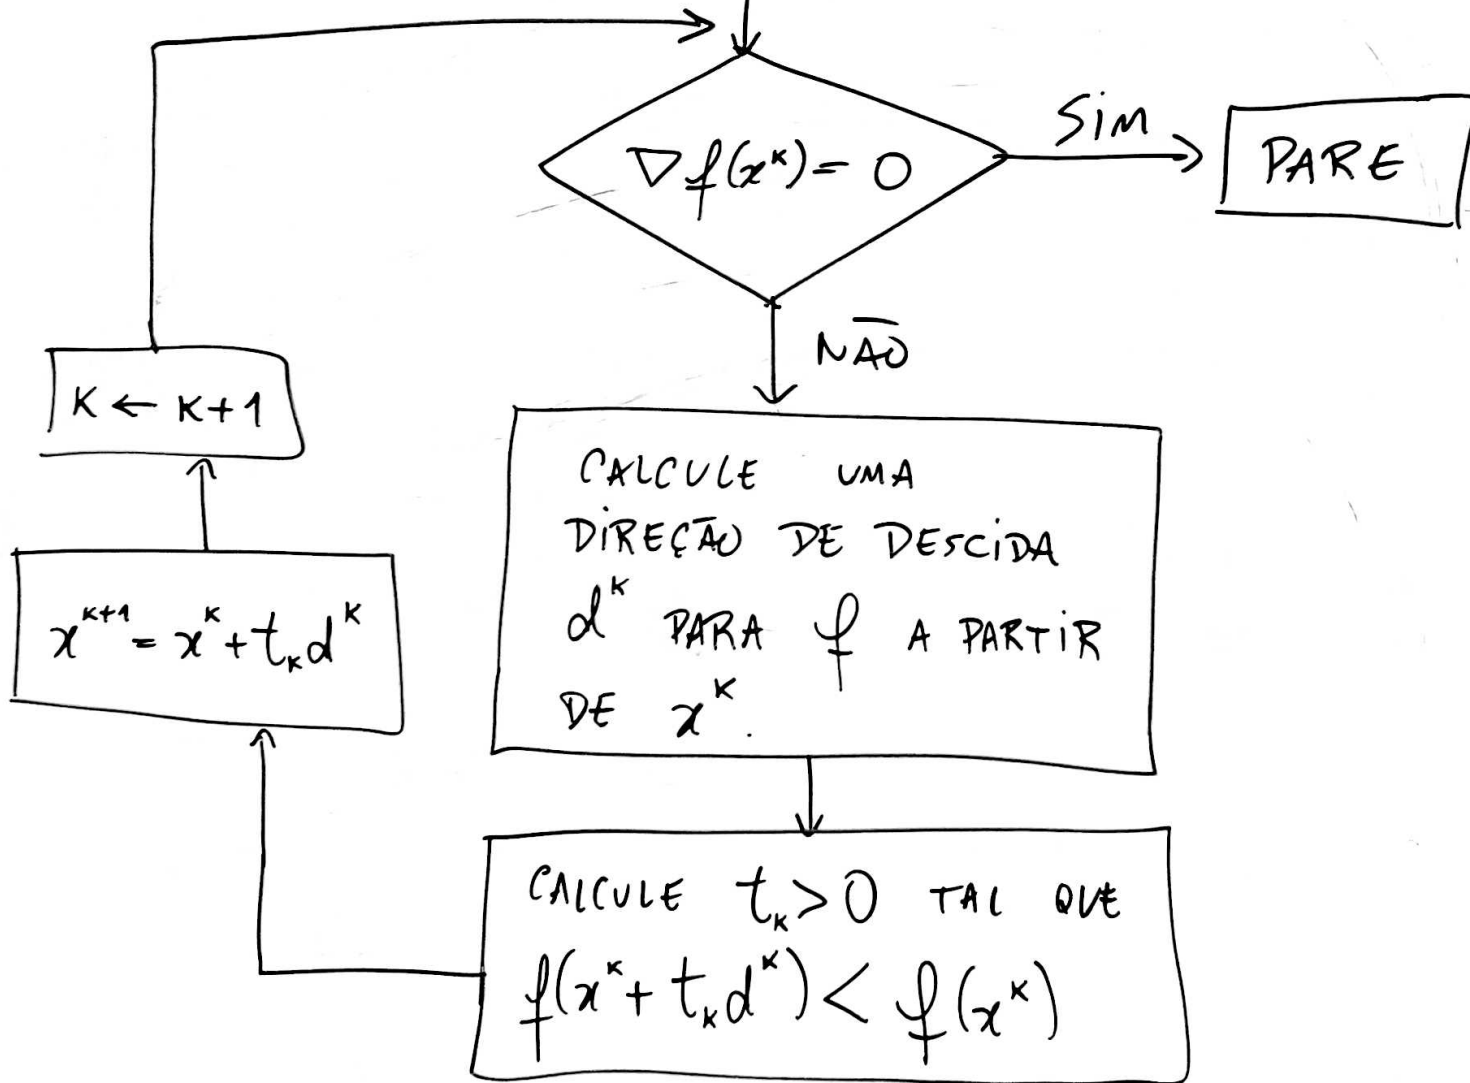 ∇f(x^k) = 0
SIM
PARE
NÃO
CALCULE UMA
DIREÇÃO DE DESCIDA
d^k PARA f A PARTIR
DE x^k.
CALCULE t_k > 0 TAL QUE
f(x^k + t_k d^k) < f(x^k)
x^{k+1} = x^k + t_k d^k
K ← K+1